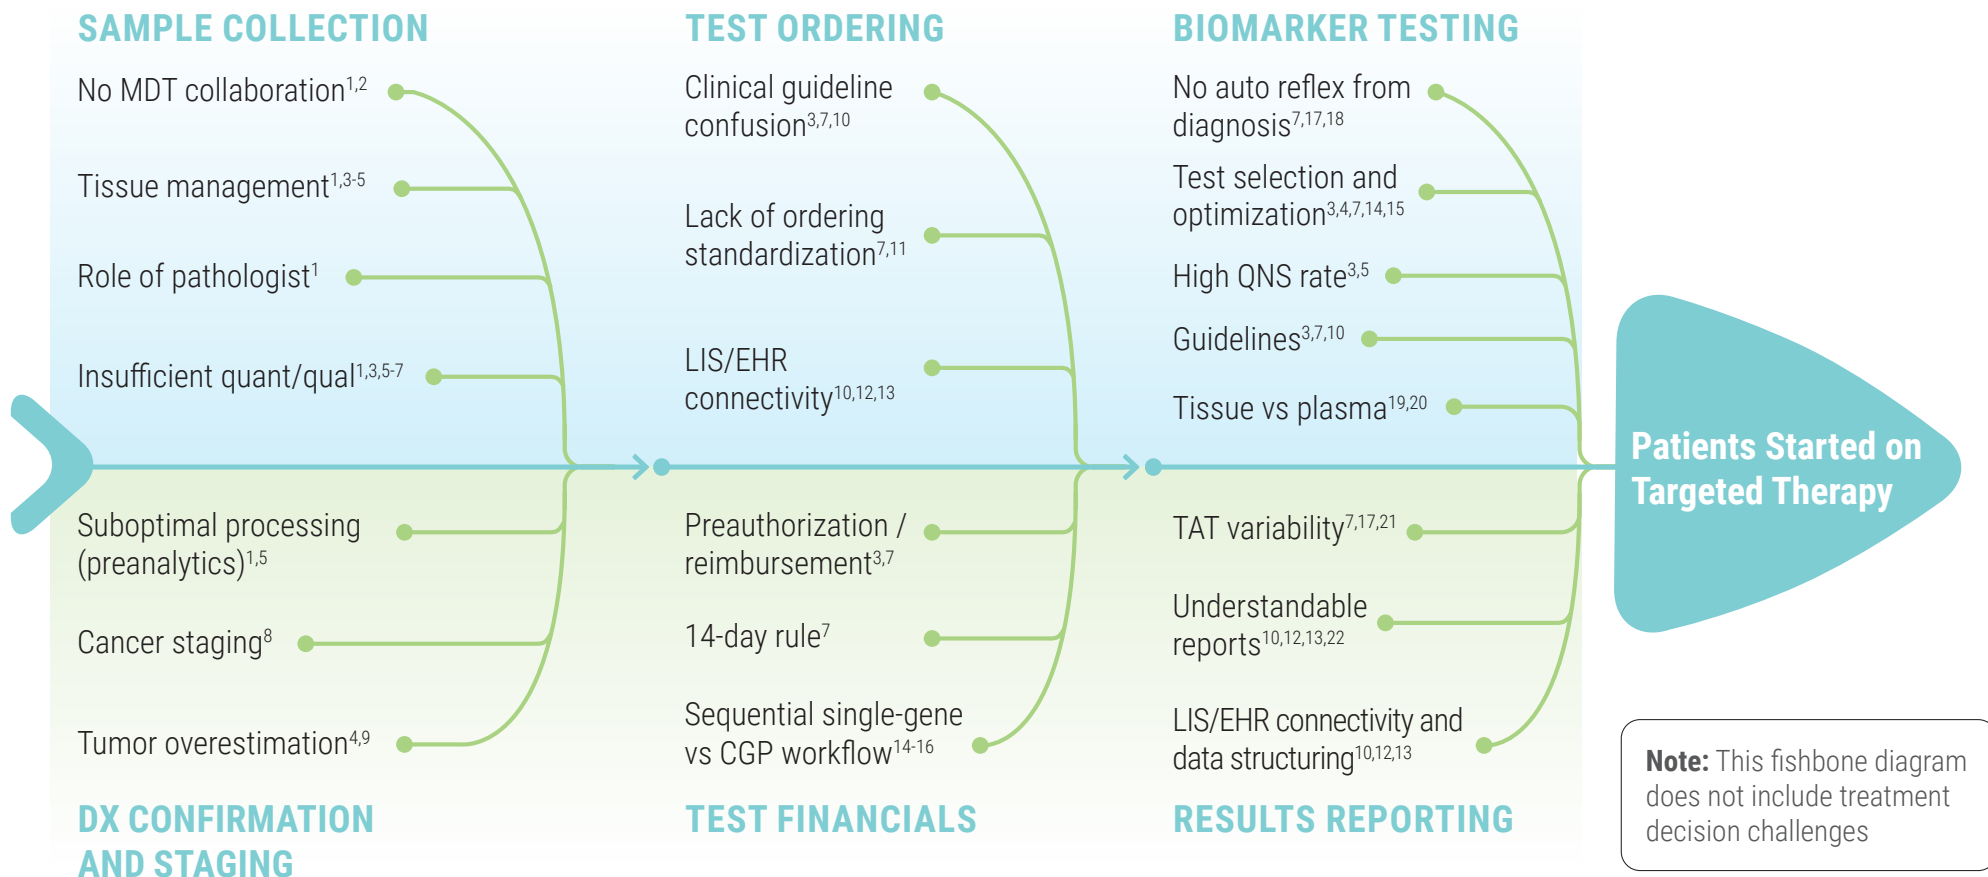 SAMPLE COLLECTION
No MDT collaboration1,2
Tissue management1,3-5
Role of pathologist1
Insufficient quant/qual1,3,5-7
TEST ORDERING
Clinical guideline
confusion3,7,10
Lack of ordering
standardization7,11
LIS/EHR
connectivity10,12,13
BIOMARKER TESTING
No auto reflex from
diagnosis7,17,18
Test selection and
optimization3,4,7,14,15
High QNS rate3,5
Guidelines3,7,10
Tissue vs plasma19,20
Patients Started on
Targeted Therapy
Suboptimal processing
(preanalytics)1,5
Cancer staging8
Tumor overestimation4,9
DX CONFIRMATION
AND STAGING
Preauthorization /
reimbursement3,7
14-day rule7
Sequential single-gene
vs CGP workflow14-16
TEST FINANCIALS
TAT variability7,17,21
Understandable
reports10,12,13,22
LIS/EHR connectivity and
data structuring10,12,13
RESULTS REPORTING
Note: This fishbone diagram
does not include treatment
decision challenges